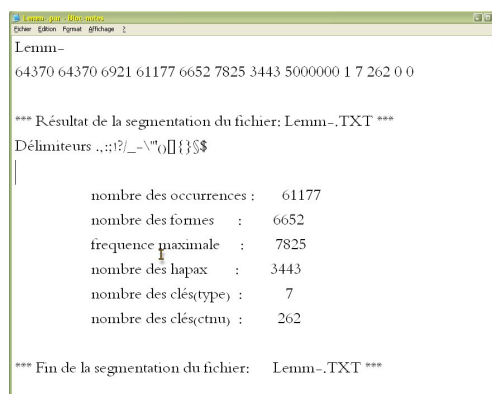 Lemm- par - Bloc-notes
Fichier Edition Format Affichage ?
Lemm-
64370 64370 6921 61177 6652 7825 3443 5000000 1 7 262 0 0
*** Résultat de la segmentation du fichier: Lemm-.TXT ***
Délimiteurs .,:;!?/_-\"'()[]{}§$
nombre des occurrences : 61177
nombre des formes : 6652
frequence maximale : 7825
nombre des hapax : 3443
nombre des clés(type) : 7
nombre des clés(ctnu) : 262
*** Fin de la segmentation du fichier: Lemm-.TXT ***